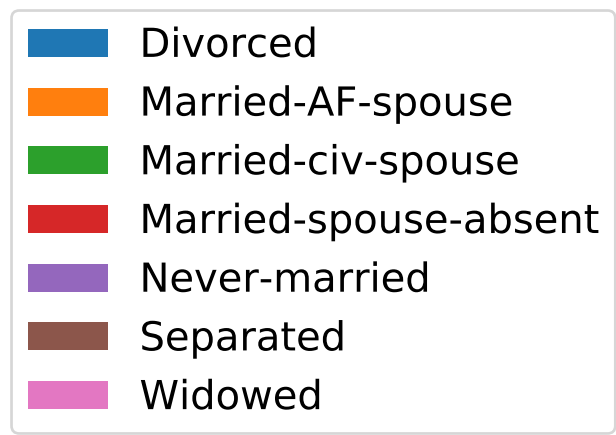 Divorced
Married-AF-spouse
Married-civ-spouse
Married-spouse-absent
Never-married
Separated
Widowed